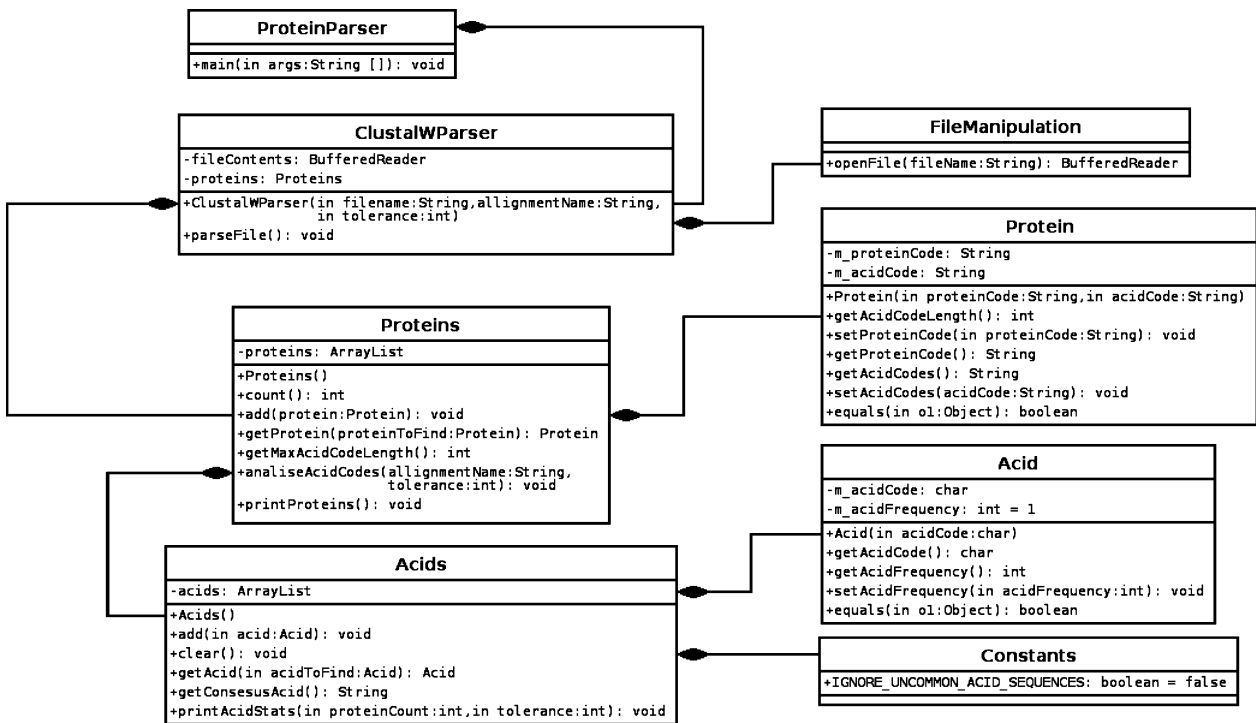 ProteinParser
+main(in args:String []): void
ClustalWParser
-fileContents: BufferedReader
-proteins: Proteins
+ClustalWParser(in filename:String,allignmentName:String,
in tolerance:int)
+parseFile(): void
FileManipulation
+openFile(fileName:String): BufferedReader
Protein
-m_proteinCode: String
-m_acidCode: String
+Protein(in proteinCode:String,in acidCode:String)
+getAcidCodeLength(): int
+setProteinCode(in proteinCode:String): void
+getProteinCode(): String
+getAcidCodes(): String
+setAcidCodes(acidCode:String): void
+equals(in o1:Object): boolean
Proteins
-proteins: ArrayList
+Proteins()
+count(): int
+add(protein:Protein): void
+getProtein(proteinToFind:Protein): Protein
+getMaxAcidCodeLength(): int
+analiseAcidCodes(allignmentName:String,
tolerance:int): void
+printProteins(): void
Acid
-m_acidCode: char
-m_acidFrequency: int = 1
+Acid(in acidCode:char)
+getAcidCode(): char
+getAcidFrequency(): int
+setAcidFrequency(in acidFrequency:int): void
+equals(in o1:Object): boolean
Acids
-acids: ArrayList
+Acids()
+add(in acid:Acid): void
+clear(): void
+getAcid(in acidToFind:Acid): Acid
+getConsesusAcid(): String
+printAcidStats(in proteinCount:int,in tolerance:int): void
Constants
+IGNORE_UNCOMMON_ACID_SEQUENCES: boolean = false